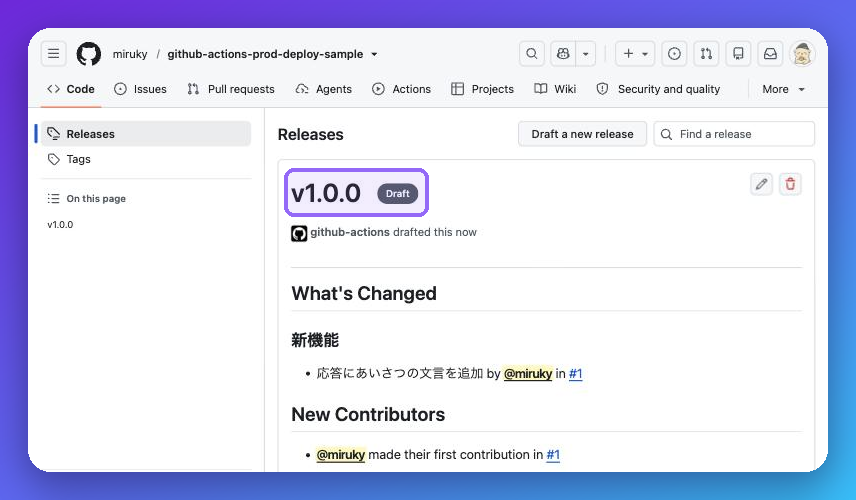 miruky / github-actions-prod-deploy-sample
Code Issues Pull requests Agents Actions Projects Wiki Security and quality More
Releases
Tags
On this page
v1.0.0
Releases
Draft a new release
Find a release
v1.0.0 Draft
github-actions drafted this now
What's Changed
新機能
• 応答にあいさつの文言を追加 by @miruky in #1
New Contributors
• @miruky made their first contribution in #1